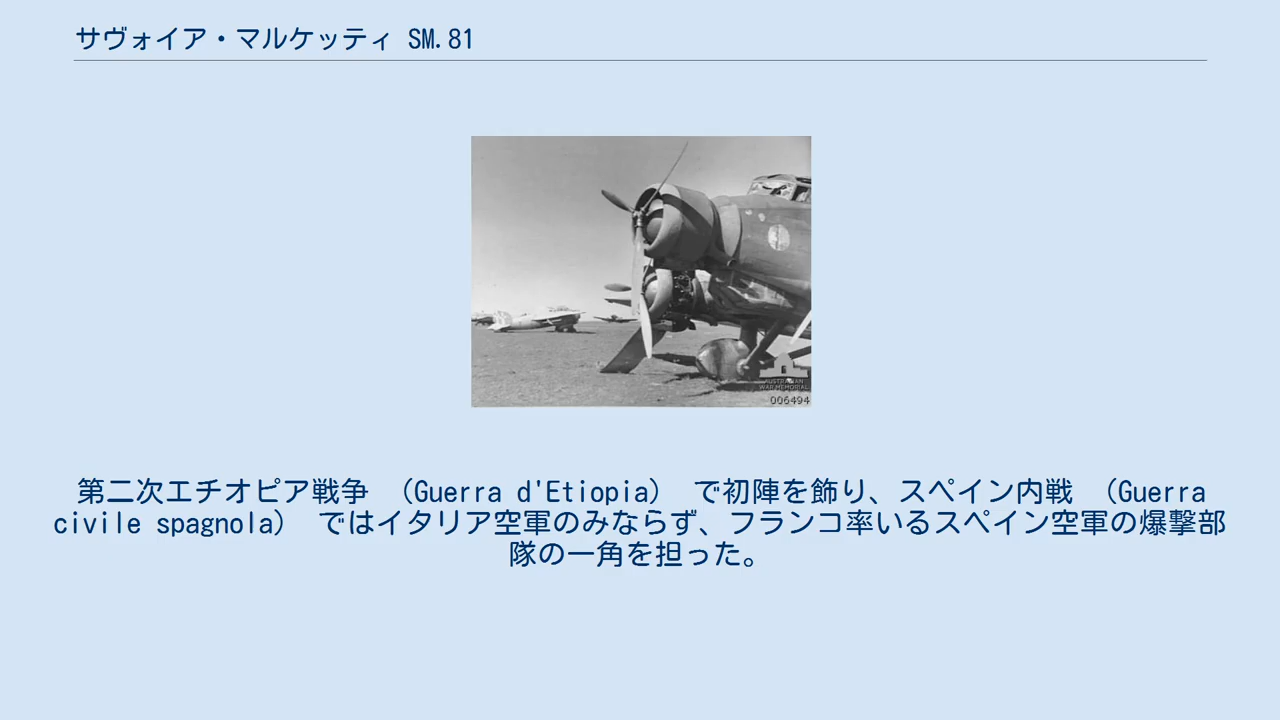 サヴォイア・マルケッティ SM.81
AUSTRALIAN
WAR MEMORIAL
006494
第二次エチオピア戦争 （Guerra d'Etiopia） で初陣を飾り、スペイン内戦 （Guerra
civile spagnola） ではイタリア空軍のみならず、フランコ率いるスペイン空軍の爆撃部
隊の一角を担った。